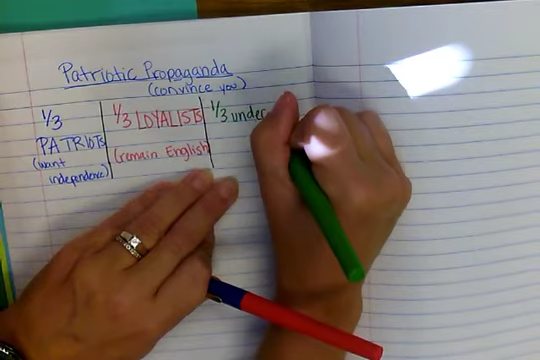 Patriotic Propaganda
(convince you)
1/3
PATRIOTS
(want
independence)
1/3 LOYALISTS
(remain English)
1/3 undec